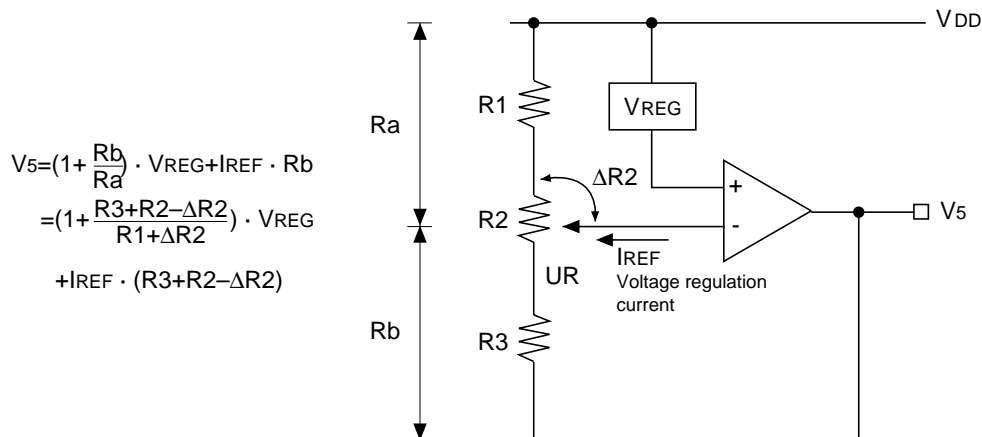 V5=(1+ Rb/Ra) · VREG+IREF · Rb
=(1+ R3+R2–ΔR2/R1+ΔR2) · VREG
+IREF · (R3+R2–ΔR2)
Ra
Rb
VDD
R1
VREG
ΔR2
+
R2
-
V5
IREF
UR
Voltage regulation
current
R3